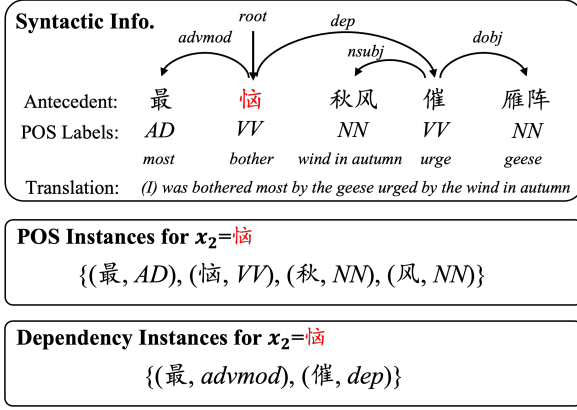 Syntactic Info.
root
advmod
dep
nsubj
dobj
Antecedent: 最 恼 秋风 催 雁阵
POS Labels: AD VV NN VV NN
most bother wind in autumn urge geese
Translation: (I) was bothered most by the geese urged by the wind in autumn
POS Instances for x₂=恼
{(最, AD), (恼, VV), (秋, NN), (风, NN)}
Dependency Instances for x₂=恼
{(最, advmod), (催, dep)}